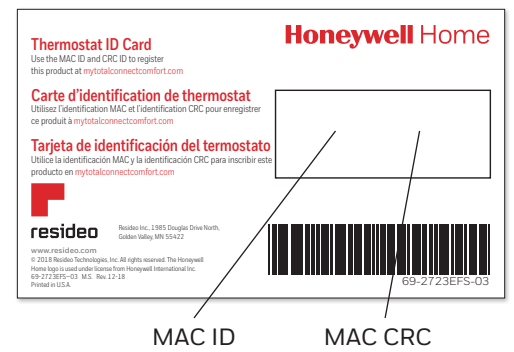 Honeywell Home
Thermostat ID Card
Use the MAC ID and CRC ID to register
this product at mytotalconnectcomfort.com
Carte d'identification de thermostat
Utilisez l'identification MAC et l'identification CRC pour enregistrer
ce produit à mytotalconnectcomfort.com
Tarjeta de identificación del termostato
Utilice la identificación MAC y la identificación CRC para inscribir este
producto en mytotalconnectcomfort.com
resideo
Resideo Inc., 1985 Douglas Drive North,
Golden Valley, MN 55422
www.resideo.com
© 2018 Resideo Technologies, Inc. All rights reserved. The Honeywell
Home logo is used under license from Honeywell International Inc.
69-2723EFS—03 M.S. Rev. 12-18
Printed in U.S.A.
69-2723EFS-03
MAC ID
MAC CRC